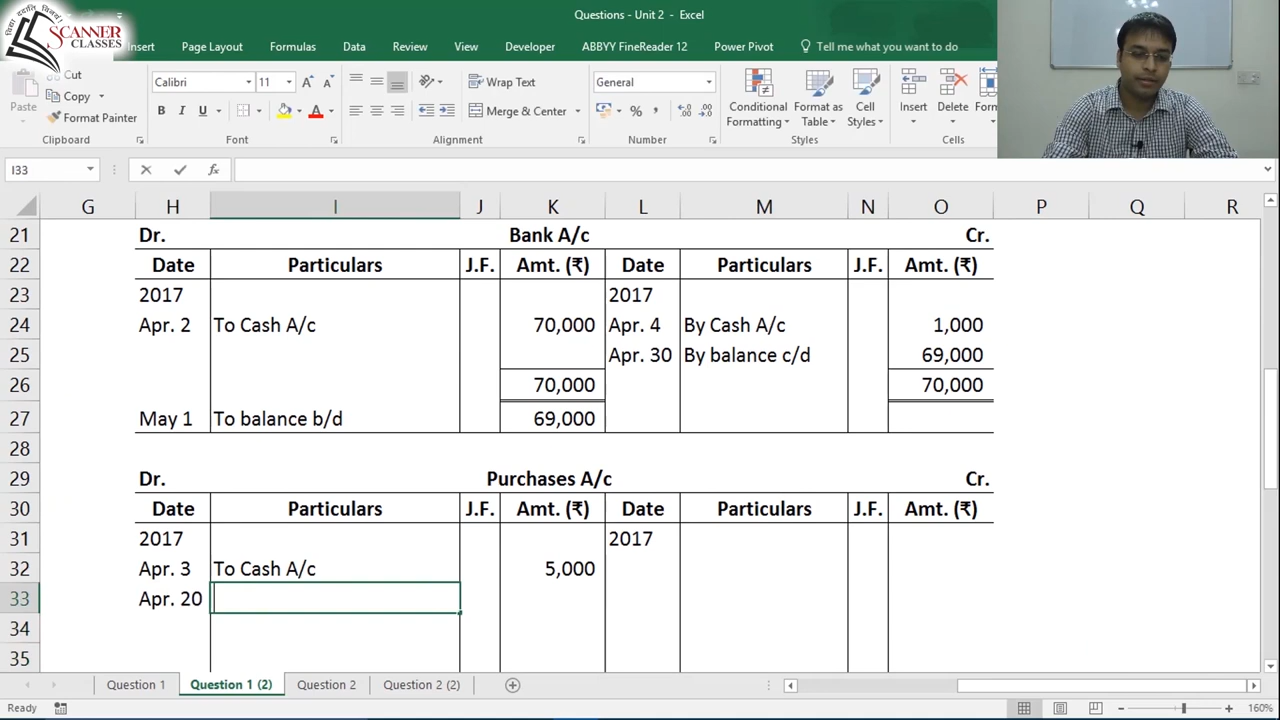 विद्या ददाति विनयं
SCANNER
CLASSES
Questions - Unit 2 - Excel
Insert Page Layout Formulas Data Review View Developer ABBYY FineReader 12 Power Pivot Tell me what you want to do
Paste
Cut
Copy
Format Painter
Clipboard
Calibri 11
B I U
Font
Wrap Text
Merge & Center
Alignment
General
%
Number
Conditional Formatting
Format as Table
Cell Styles
Styles
Insert Delete Form
Cells
I33 fx
G H I J K L M N O P Q R
21 Dr. Bank A/c Cr.
22 Date Particulars J.F. Amt. (₹) Date Particulars J.F. Amt. (₹)
23 2017 2017
24 Apr. 2 To Cash A/c 70,000 Apr. 4 By Cash A/c 1,000
25 Apr. 30 By balance c/d 69,000
26 70,000 70,000
27 May 1 To balance b/d 69,000
28
29 Dr. Purchases A/c Cr.
30 Date Particulars J.F. Amt. (₹) Date Particulars J.F. Amt. (₹)
31 2017 2017
32 Apr. 3 To Cash A/c 5,000
33 Apr. 20
34
35
Question 1 Question 1 (2) Question 2 Question 2 (2)
Ready 160%